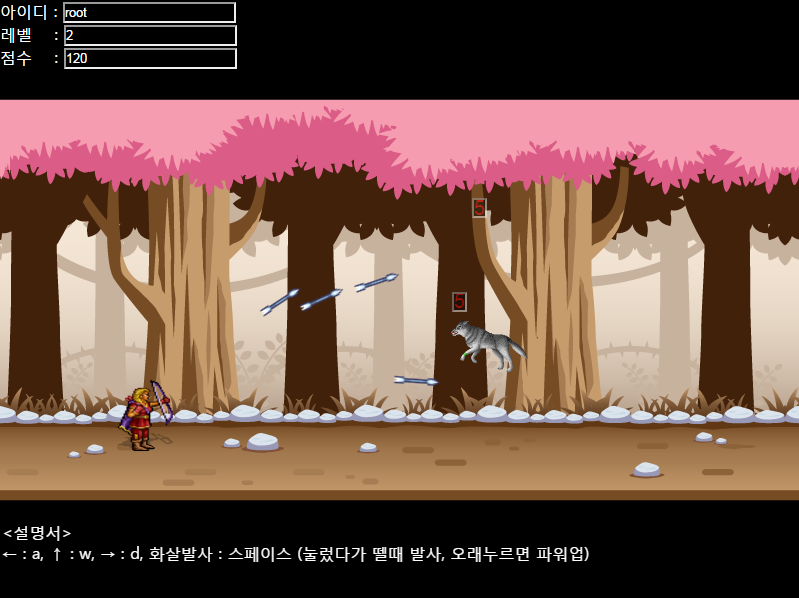 아이디 : root
레벨 : 2
점수 : 120
5
5
<설명서>
← : a, ↑ : w, → : d, 화살발사 : 스페이스 (눌렀다가 뗄때 발사, 오래누르면 파워업)